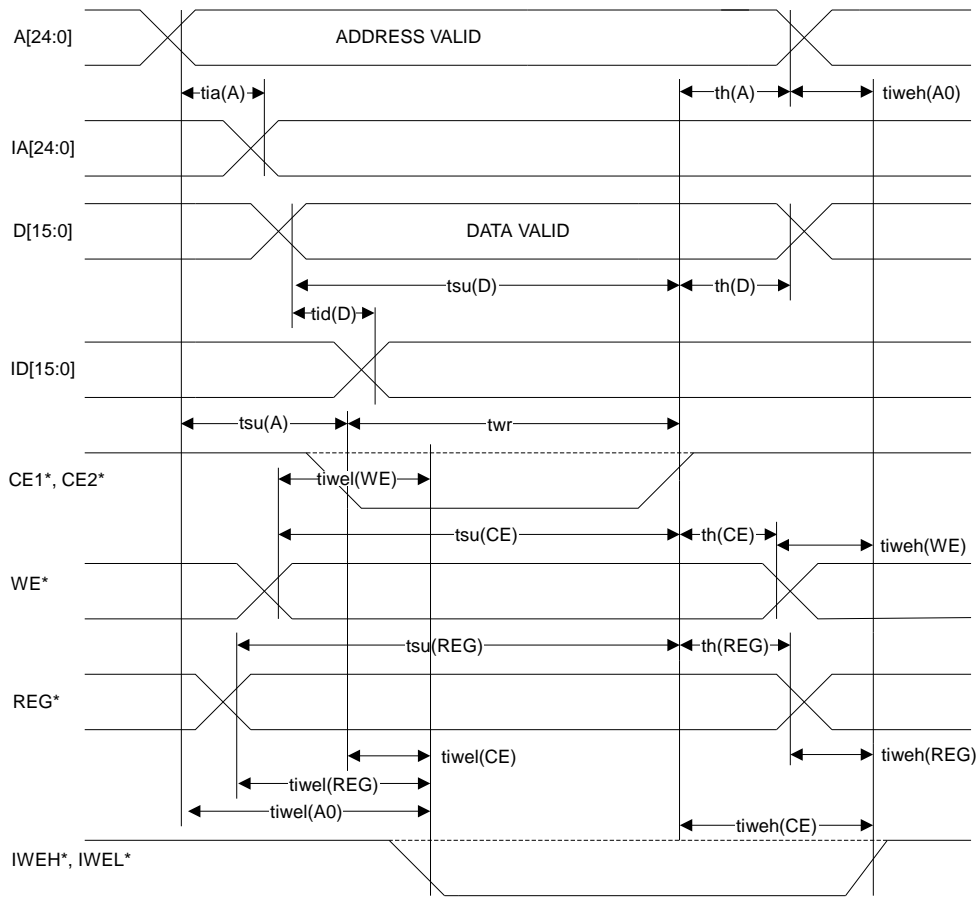 A[24:0]
ADDRESS VALID
tia(A)
th(A)
tiweh(A0)
IA[24:0]
D[15:0]
DATA VALID
tsu(D)
th(D)
tid(D)
ID[15:0]
tsu(A)
twr
CE1*, CE2*
tiwel(WE)
tsu(CE)
th(CE)
tiweh(WE)
WE*
tsu(REG)
th(REG)
REG*
tiwel(CE)
tiweh(REG)
tiwel(REG)
tiwel(A0)
tiweh(CE)
IWEH*, IWEL*